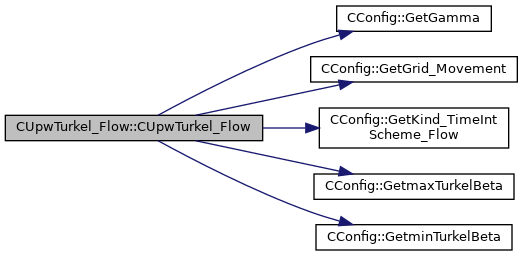 CUpwTurkel_Flow::CUpwTurkel_Flow
CConfig::GetGamma
CConfig::GetGrid_Movement
CConfig::GetKind_TimeInt
Scheme_Flow
CConfig::GetmaxTurkelBeta
CConfig::GetminTurkelBeta